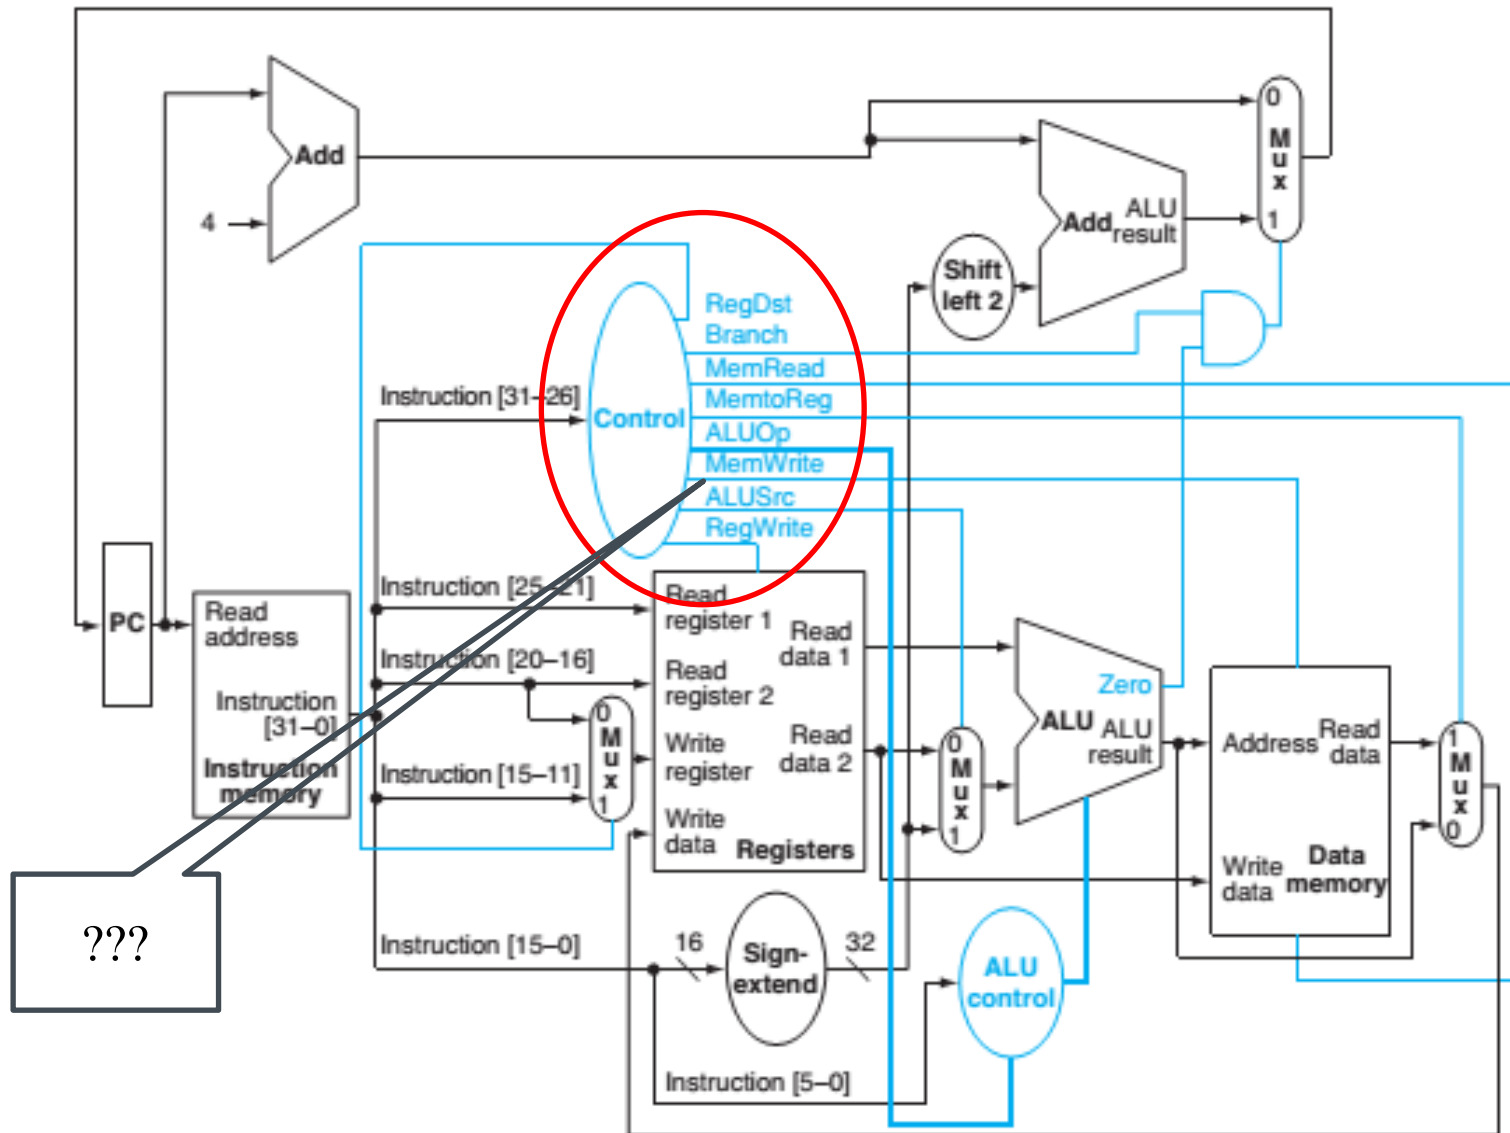 Add
4
0
M
u
x
1
Add
ALU
result
Shift
left 2
RegDst
Branch
MemRead
MemtoReg
ALUOp
MemWrite
ALUSrc
RegWrite
Control
Instruction [31–26]
Instruction [25–21]
Instruction [20–16]
Instruction [15–11]
Instruction [15–0]
Instruction [5–0]
PC
Read
address
Instruction
[31–0]
Instruction
memory
0
M
u
x
1
Read
register 1
Read
register 2
Write
register
Write
data
Read
data 1
Read
data 2
Registers
0
M
u
x
1
Zero
ALU
ALU
result
Address
Read
data
Write
data
Data
memory
1
M
u
x
0
16
Sign-
extend
32
ALU
control
???